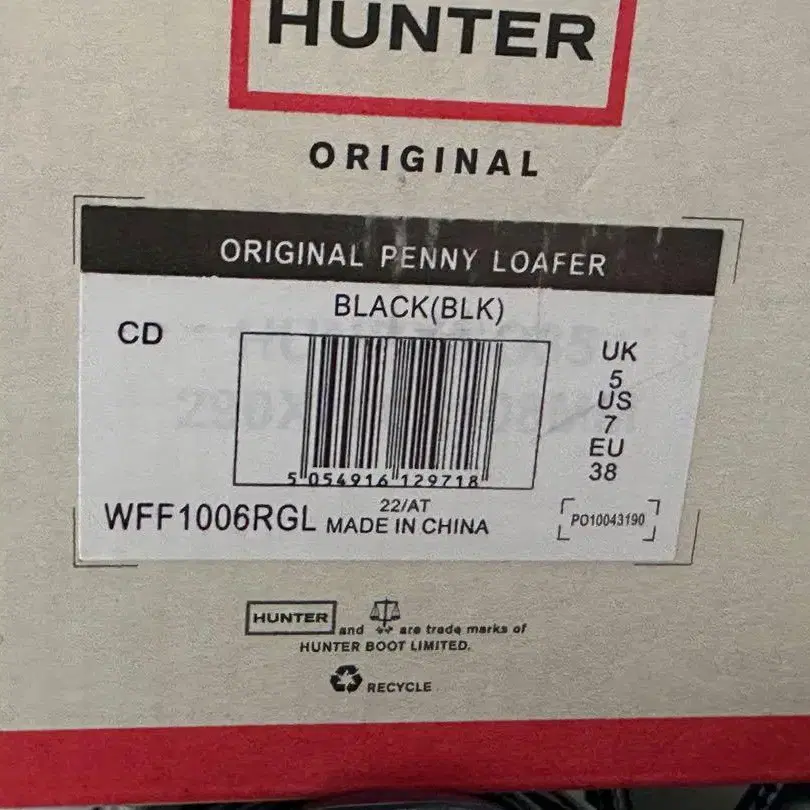 HUNTER
ORIGINAL
ORIGINAL PENNY LOAFER
BLACK(BLK)
CD
UK
5
US
7
EU
38
5 054916 129718
22/AT
WFF1006RGL MADE IN CHINA
PO10043190
HUNTER and are trade marks of
HUNTER BOOT LIMITED.
RECYCLE